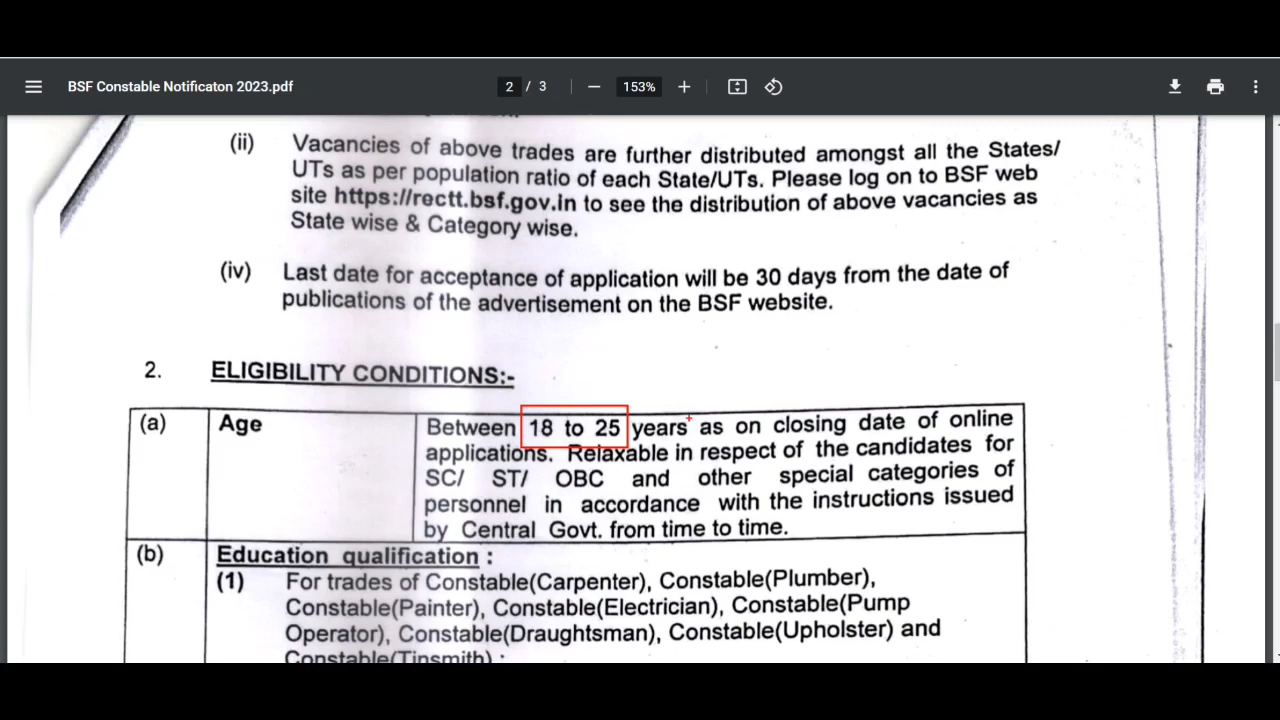 BSF Constable Notificaton 2023.pdf
2 / 3
153%
(ii) Vacancies of above trades are further distributed amongst all the States/
UTs as per population ratio of each State/UTs. Please log on to BSF web
site https://rectt.bsf.gov.in to see the distribution of above vacancies as
State wise & Category wise.
(iv) Last date for acceptance of application will be 30 days from the date of
publications of the advertisement on the BSF website.
2. ELIGIBILITY CONDITIONS:-
(a) Age Between 18 to 25 years as on closing date of online
applications. Relaxable in respect of the candidates for
SC/ ST/ OBC and other special categories of
personnel in accordance with the instructions issued
by Central Govt. from time to time.
(b) Education qualification :
(1) For trades of Constable(Carpenter), Constable(Plumber),
Constable(Painter), Constable(Electrician), Constable(Pump
Operator), Constable(Draughtsman), Constable(Upholster) and
Constable(Tinsmith) :